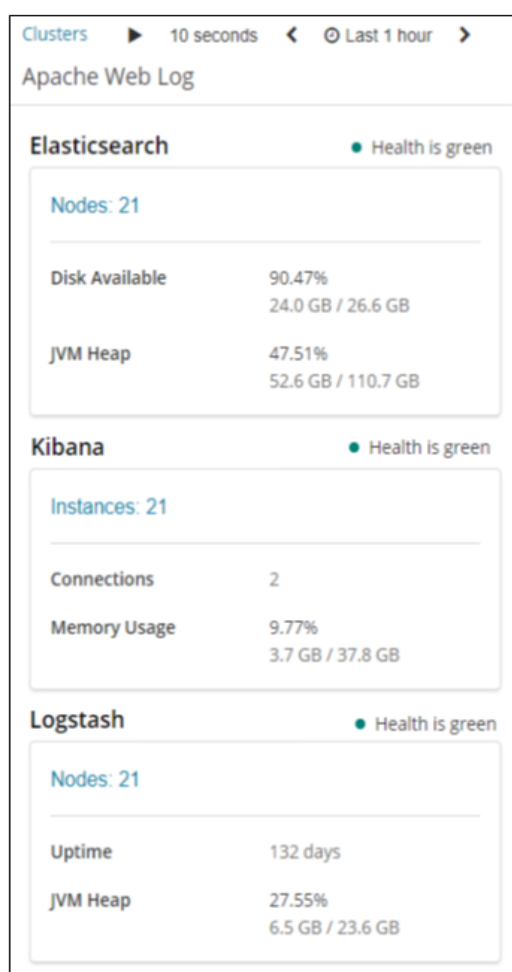 Clusters 10 seconds Last 1 hour
Apache Web Log
Elasticsearch Health is green
Nodes: 21
Disk Available 90.47%
24.0 GB / 26.6 GB
JVM Heap 47.51%
52.6 GB / 110.7 GB
Kibana Health is green
Instances: 21
Connections 2
Memory Usage 9.77%
3.7 GB / 37.8 GB
Logstash Health is green
Nodes: 21
Uptime 132 days
JVM Heap 27.55%
6.5 GB / 23.6 GB